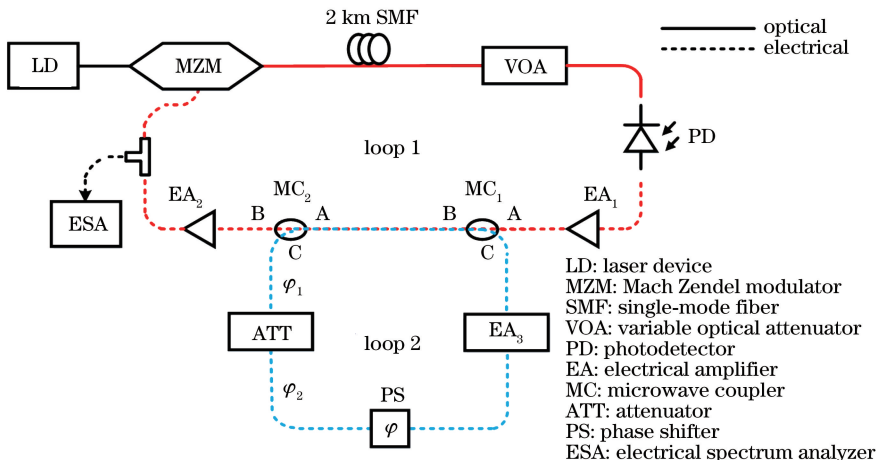 2 km SMF
LD
MZM
VOA
optical
electrical
PD
loop 1
ESA
EA2
B
MC2
A
C
B
MC1
A
C
EA1
φ1
ATT
loop 2
EA3
φ2
PS
φ
LD: laser device
MZM: Mach Zendel modulator
SMF: single-mode fiber
VOA: variable optical attenuator
PD: photodetector
EA: electrical amplifier
MC: microwave coupler
ATT: attenuator
PS: phase shifter
ESA: electrical spectrum analyzer